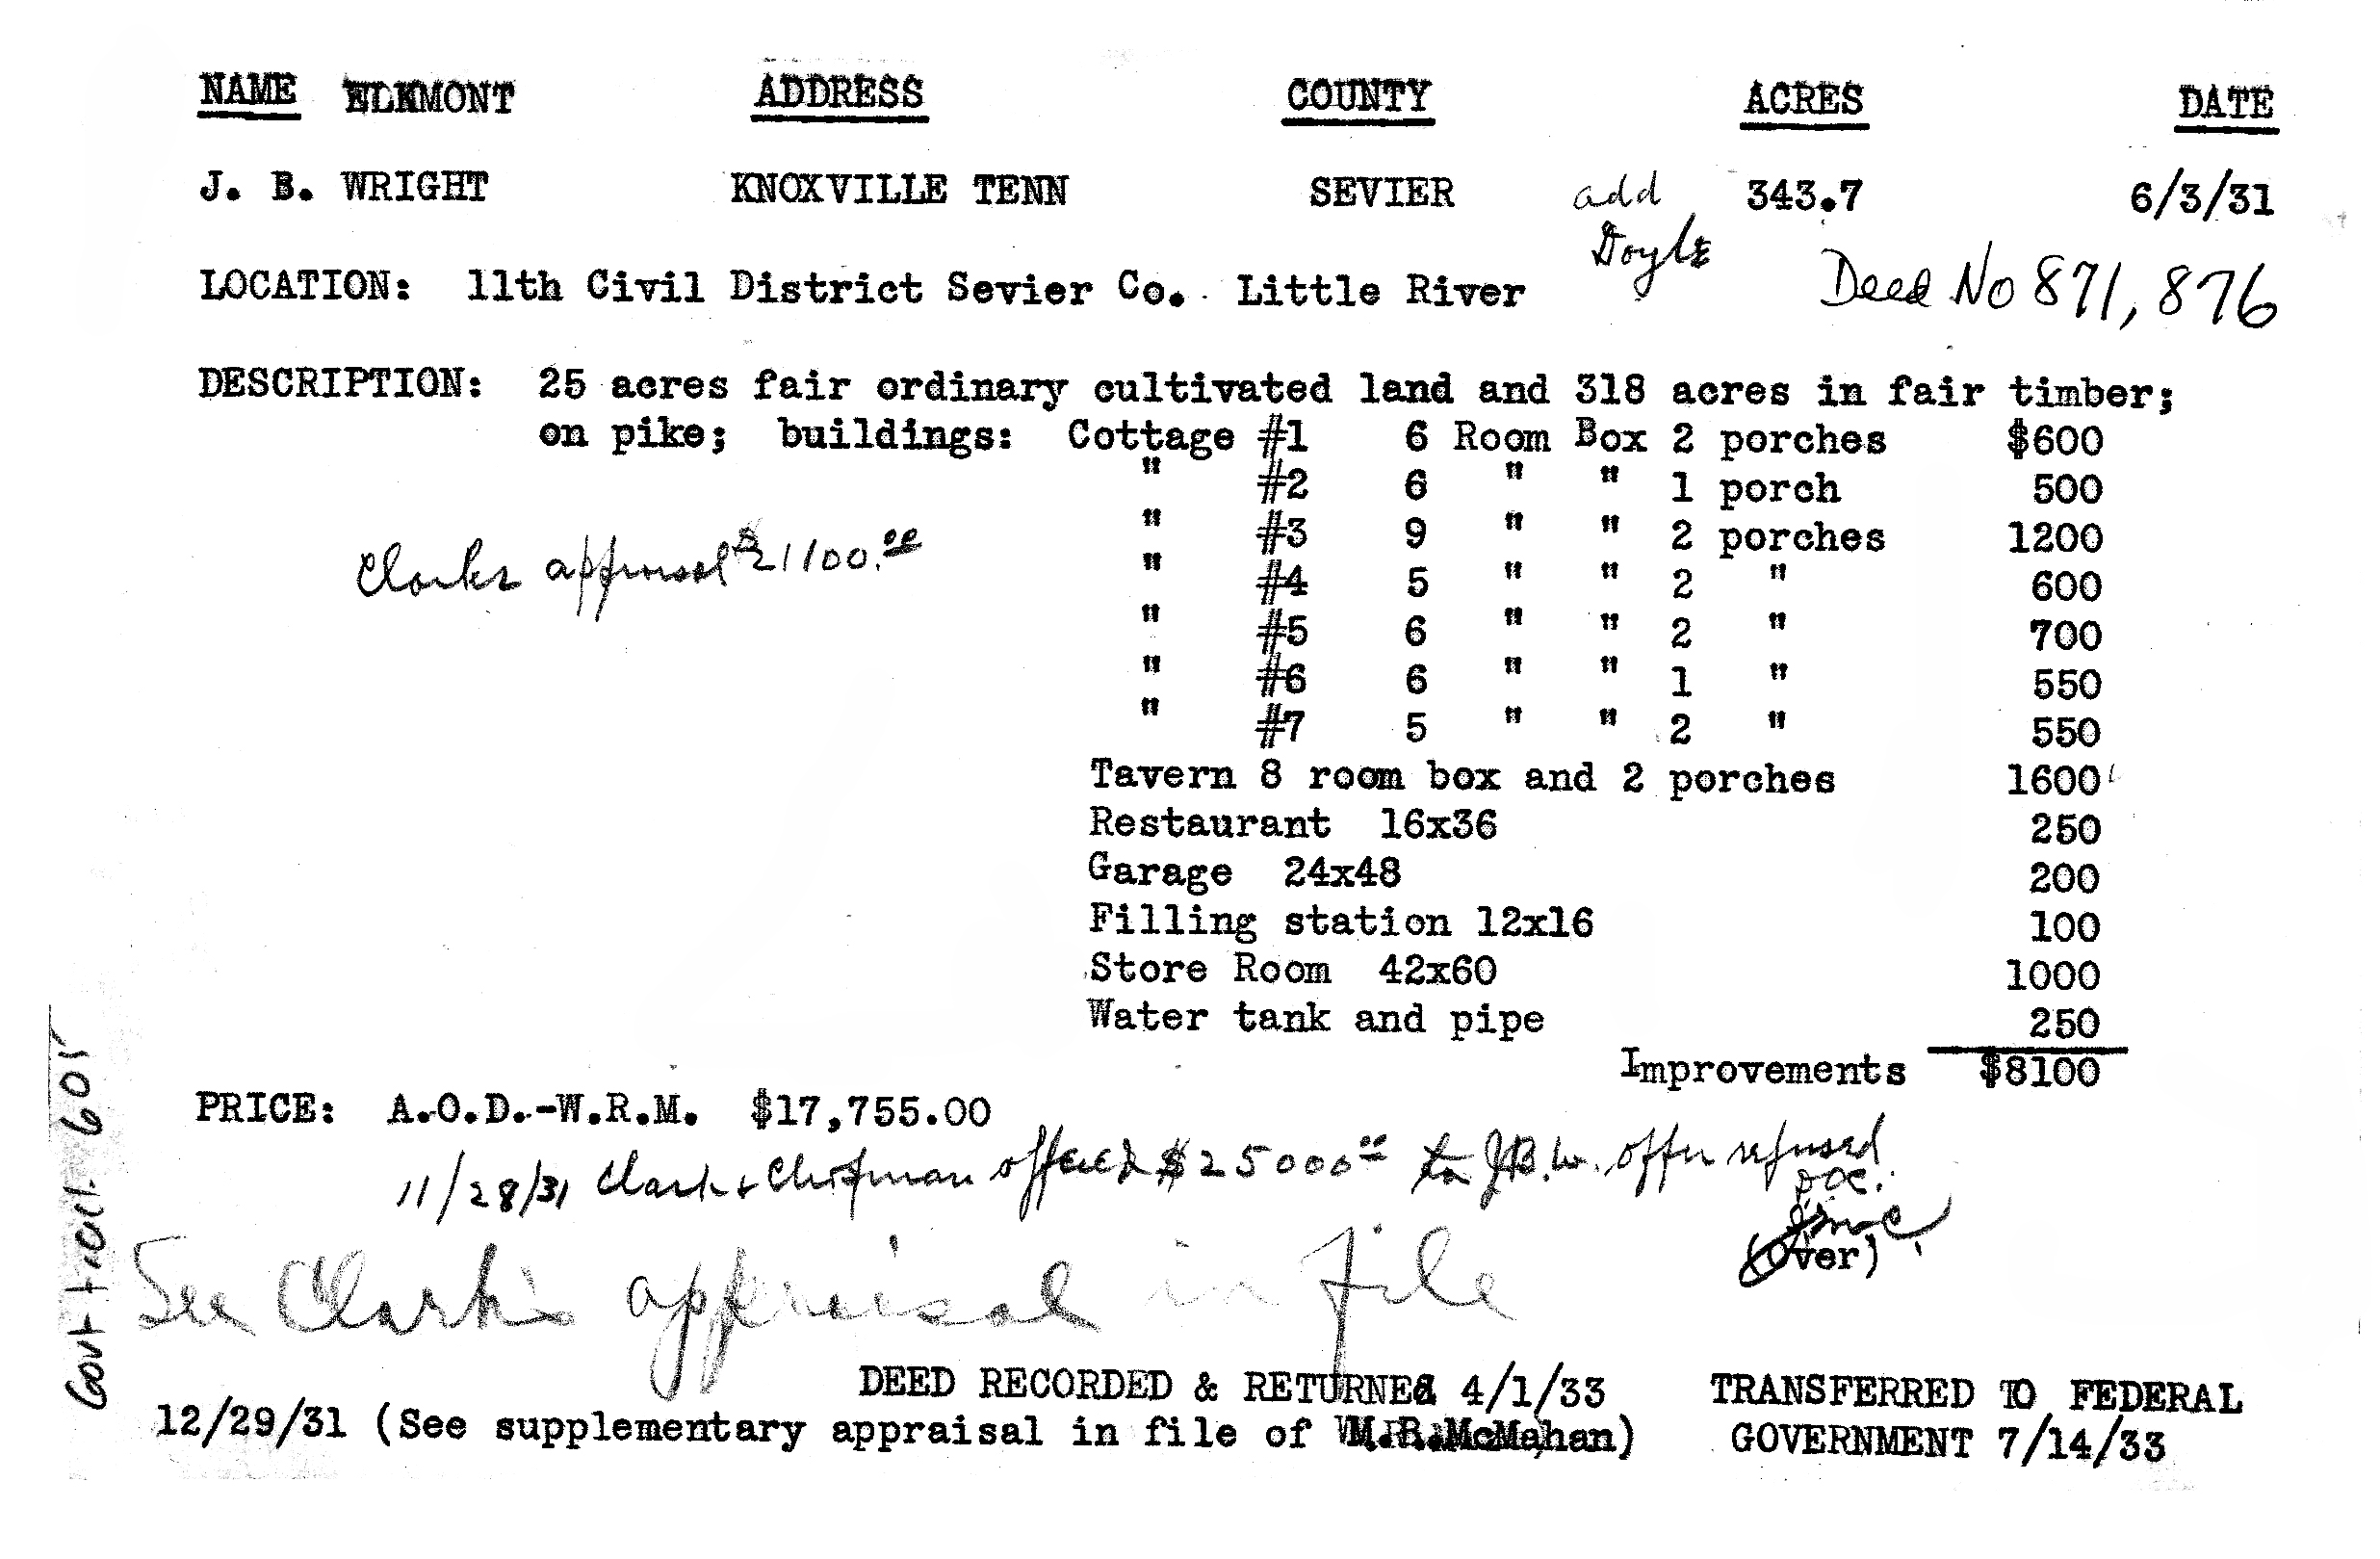 NAME ELKMONT ADDRESS COUNTY ACRES DATE
J. B. WRIGHT KNOXVILLE TENN SEVIER add 343.7 6/3/31
Doyle
LOCATION: 11th Civil District Sevier Co. Little River Deed No 871, 876
DESCRIPTION: 25 acres fair ordinary cultivated land and 318 acres in fair timber;
on pike; buildings: Cottage #1 6 Room Box 2 porches $600
" #2 6 " " 1 porch 500
" #3 9 " " 2 porches 1200
Clarks appraisal $21100.00
" #4 5 " " 2 " 600
" #5 6 " " 2 " 700
" #6 6 " " 1 " 550
" #7 5 " " 2 " 550
Tavern 8 room box and 2 porches 1600
Restaurant 16x36 250
Garage 24x48 200
Filling station 12x16 100
Store Room 42x60 1000
Water tank and pipe 250
Improvements $8100
PRICE: A.O.D.-W.R.M. $17,755.00
11/28/31 Clark & Chipman offered $25000.00 to J.B.W. offer refused
(Over)
See Clark's appraisal in file
DEED RECORDED & RETURNEd 4/1/33 TRANSFERRED TO FEDERAL
12/29/31 (See supplementary appraisal in file of W.R.McMahan) GOVERNMENT 7/14/33
Govt tract 605